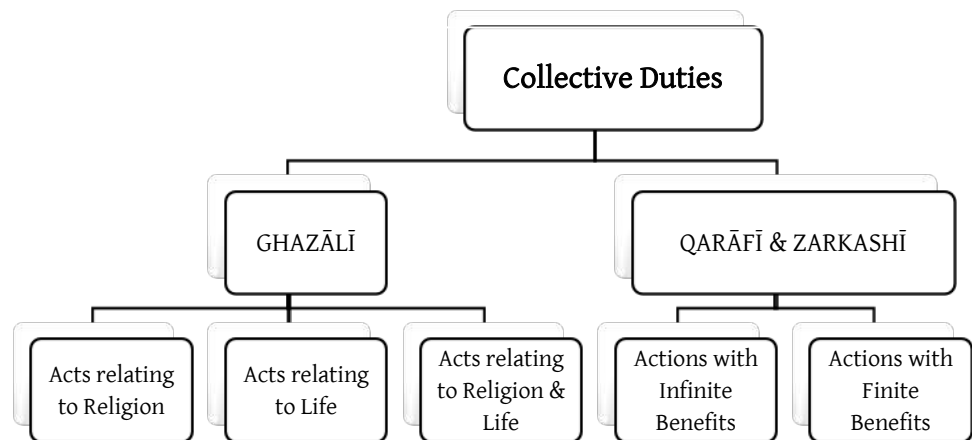 Collective Duties
GHAZĀLĪ
QARĀFĪ & ZARKASHĪ
Acts relating
to Religion
Acts relating
to Life
Acts relating
to Religion &
Life
Actions with
Infinite
Benefits
Actions with
Finite
Benefits